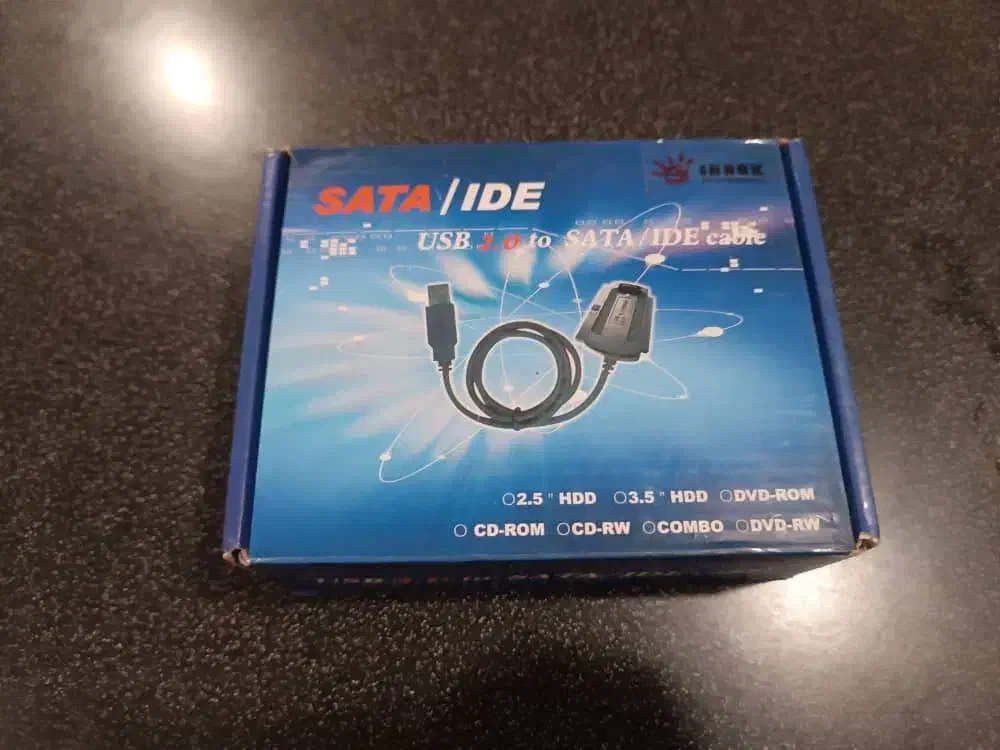 SATA/IDE
USB 2.0 to SATA/IDE cable
○2.5" HDD ○3.5" HDD ○DVD-ROM
○ CD-ROM ○CD-RW ○COMBO ○DVD-RW